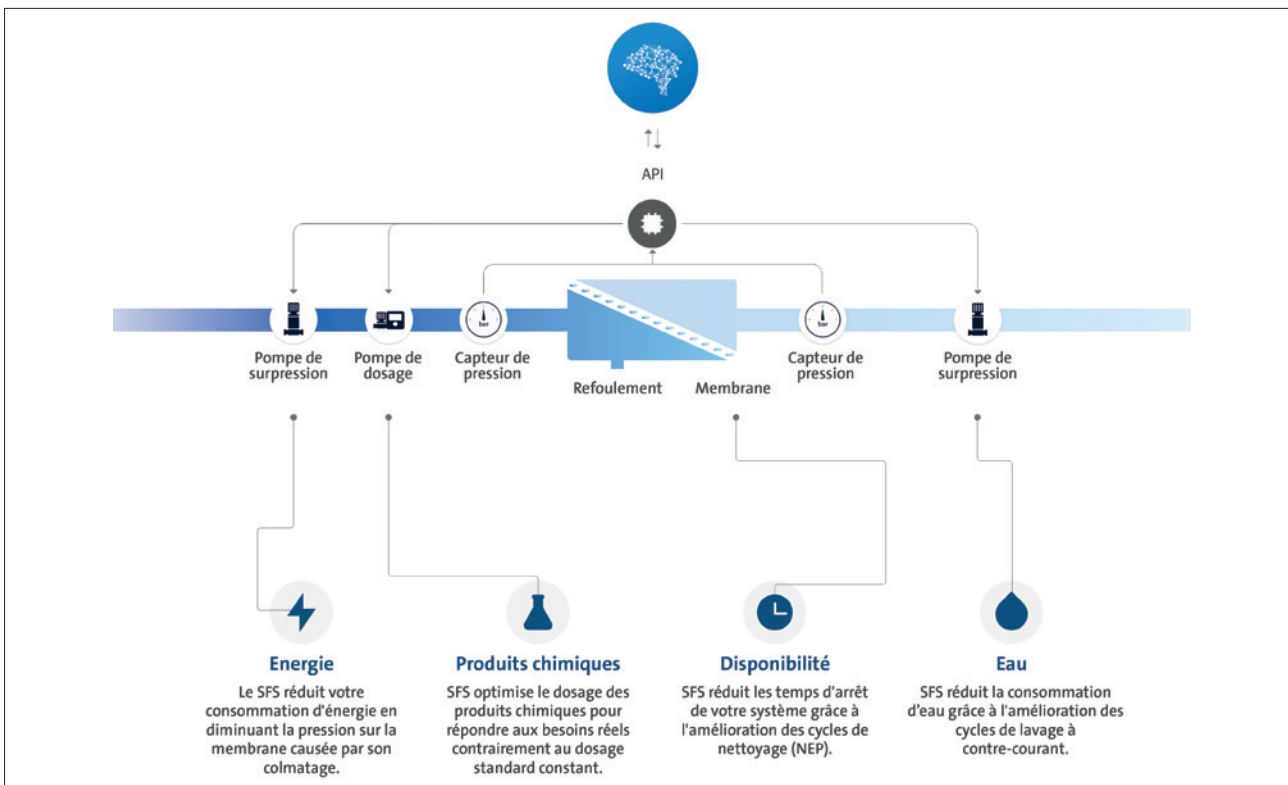 API
Pompe de
surpression
Pompe de
dosage
Capteur de
pression
bar
Refoulement
Membrane
bar
Capteur de
pression
Pompe de
surpression
Energie
Le SFS réduit votre
consommation d'énergie en
diminuant la pression sur la
membrane causée par son
colmatage.
Produits chimiques
SFS optimise le dosage des
produits chimiques pour
répondre aux besoins réels
contrairement au dosage
standard constant.
Disponibilité
SFS réduit les temps d'arrêt
de votre système grâce à
l'amélioration des cycles de
nettoyage (NEP).
Eau
SFS réduit la consommation
d'eau grâce à l'amélioration des
cycles de lavage à
contre-courant.